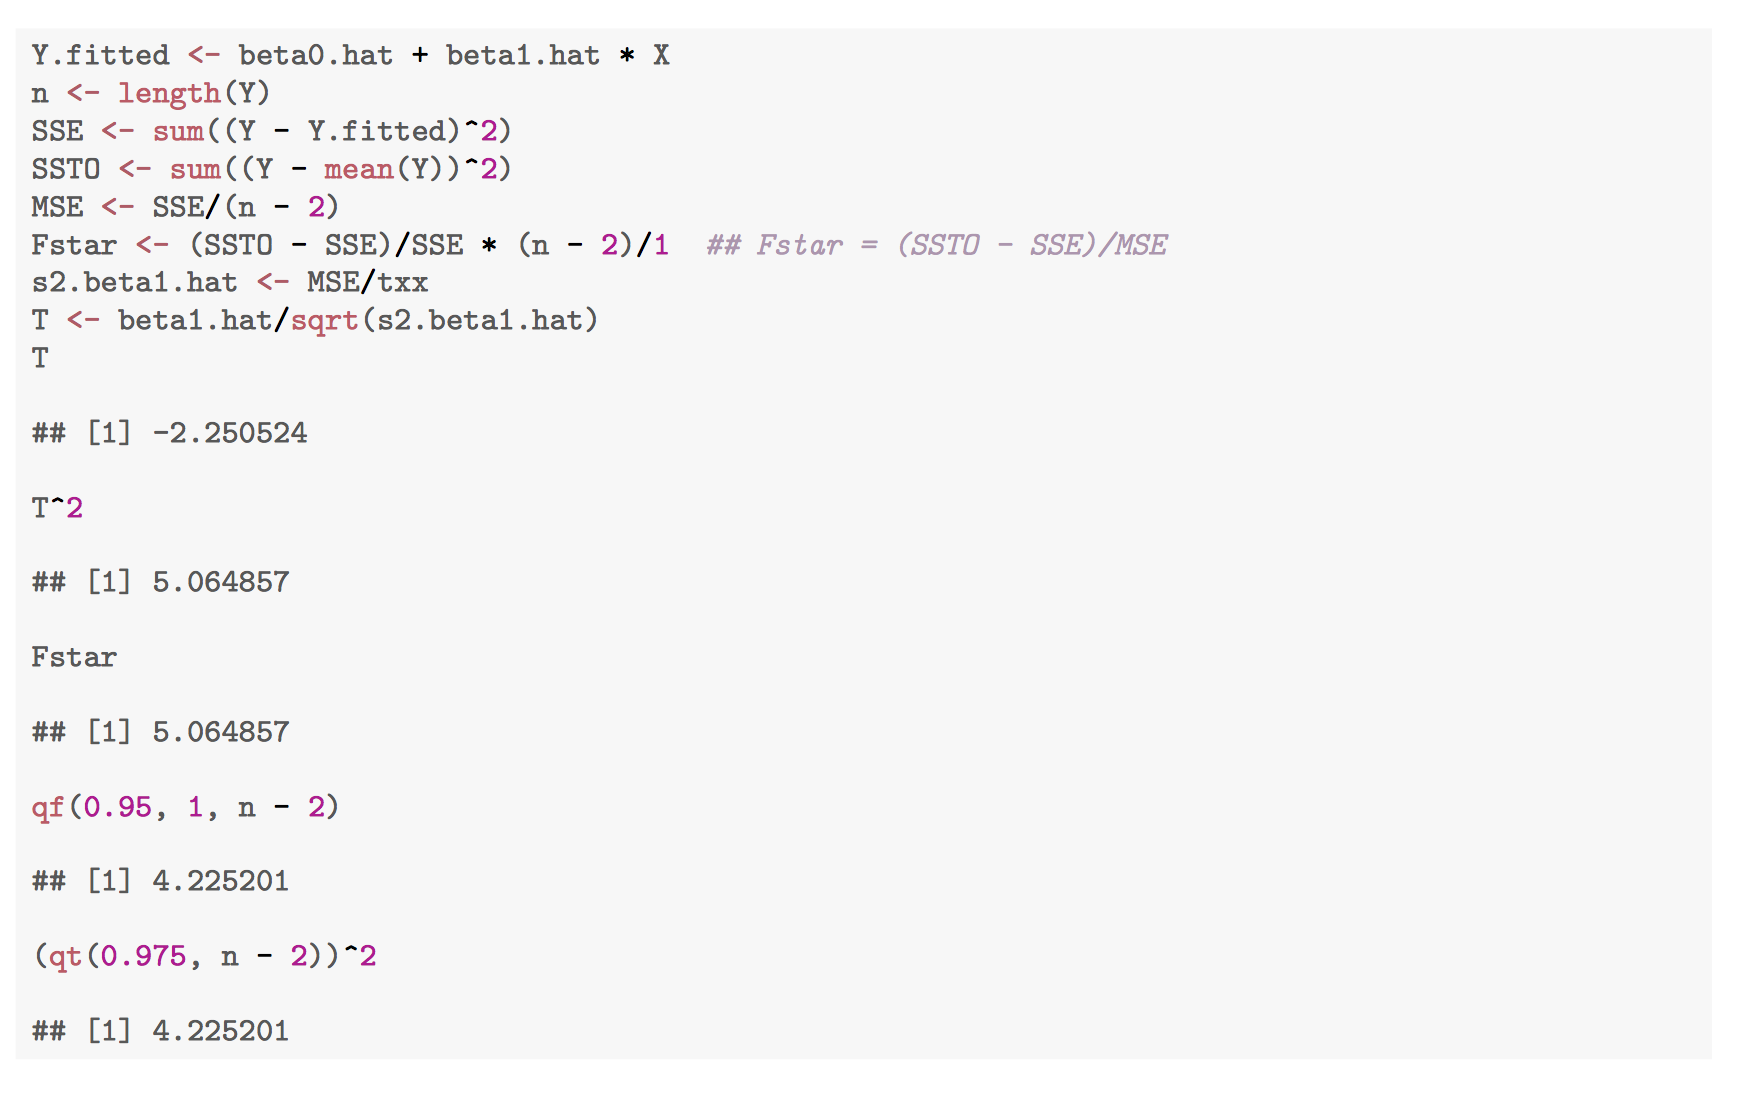 Y.fitted <- beta0.hat + beta1.hat * X
n <- length(Y)
SSE <- sum((Y - Y.fitted)^2)
SSTO <- sum((Y - mean(Y))^2)
MSE <- SSE/(n - 2)
Fstar <- (SSTO - SSE)/SSE * (n - 2)/1  ## Fstar = (SSTO - SSE)/MSE
s2.beta1.hat <- MSE/txx
T <- beta1.hat/sqrt(s2.beta1.hat)
T
## [1] -2.250524
T^2
## [1] 5.064857
Fstar
## [1] 5.064857
qf(0.95, 1, n - 2)
## [1] 4.225201
(qt(0.975, n - 2))^2
## [1] 4.225201